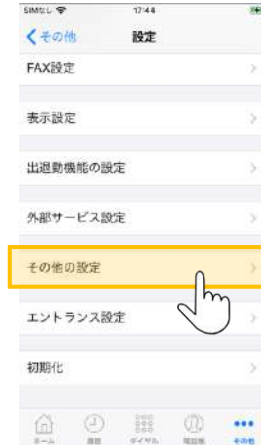 SIMなし 17:44
その他 設定
FAX設定
表示設定
出退勤機能の設定
外部サービス設定
その他の設定
エントランス設定
初期化
ホーム 履歴 ダイヤル 電話帳 その他